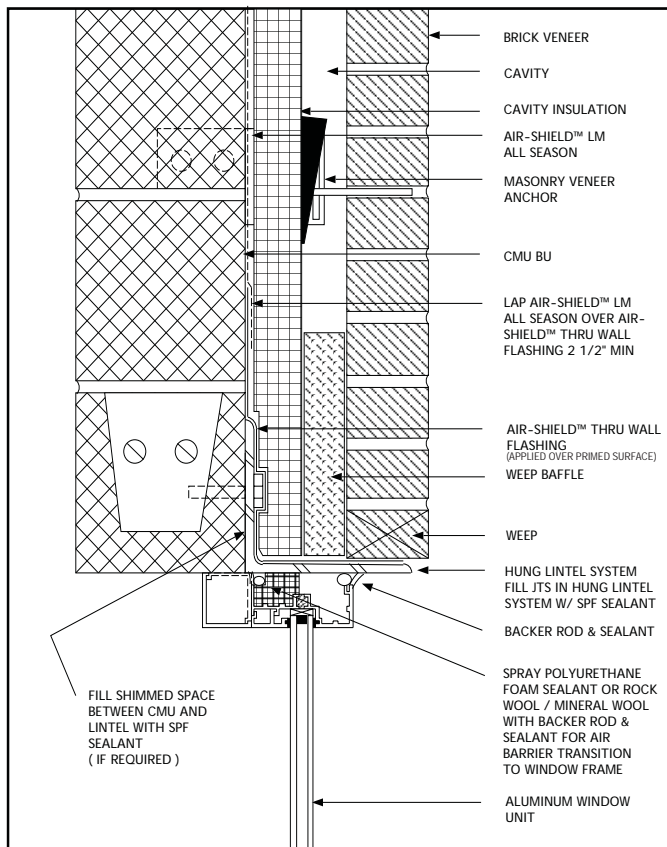 BRICK VENEER
CAVITY
CAVITY INSULATION
AIR-SHIELD™ LM
ALL SEASON
MASONRY VENEER
ANCHOR
CMU BU
LAP AIR-SHIELD™ LM
ALL SEASON OVER AIR-
SHIELD™ THRU WALL
FLASHING 2 1/2" MIN
AIR-SHIELD™ THRU WALL
FLASHING
(APPLIED OVER PRIMED SURFACE)
WEEP BAFFLE
WEEP
HUNG LINTEL SYSTEM
FILL JTS IN HUNG LINTEL
SYSTEM W/ SPF SEALANT
BACKER ROD & SEALANT
SPRAY POLYURETHANE
FOAM SEALANT OR ROCK
WOOL / MINERAL WOOL
WITH BACKER ROD &
SEALANT FOR AIR
BARRIER TRANSITION
TO WINDOW FRAME
ALUMINUM WINDOW
UNIT
FILL SHIMMED SPACE
BETWEEN CMU AND
LINTEL WITH SPF
SEALANT
( IF REQUIRED )